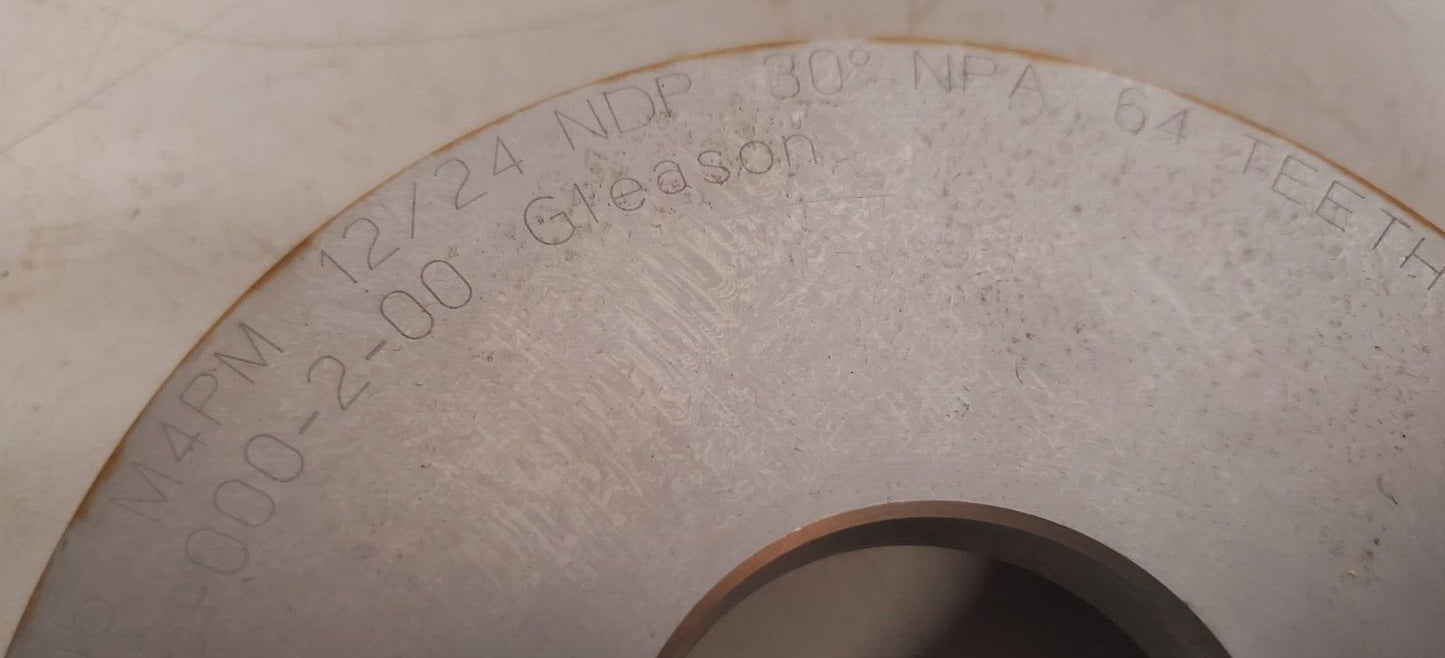 M4PM 12/24 NDP 30° NPA 64 TEETH
-000-2-00 Gleason